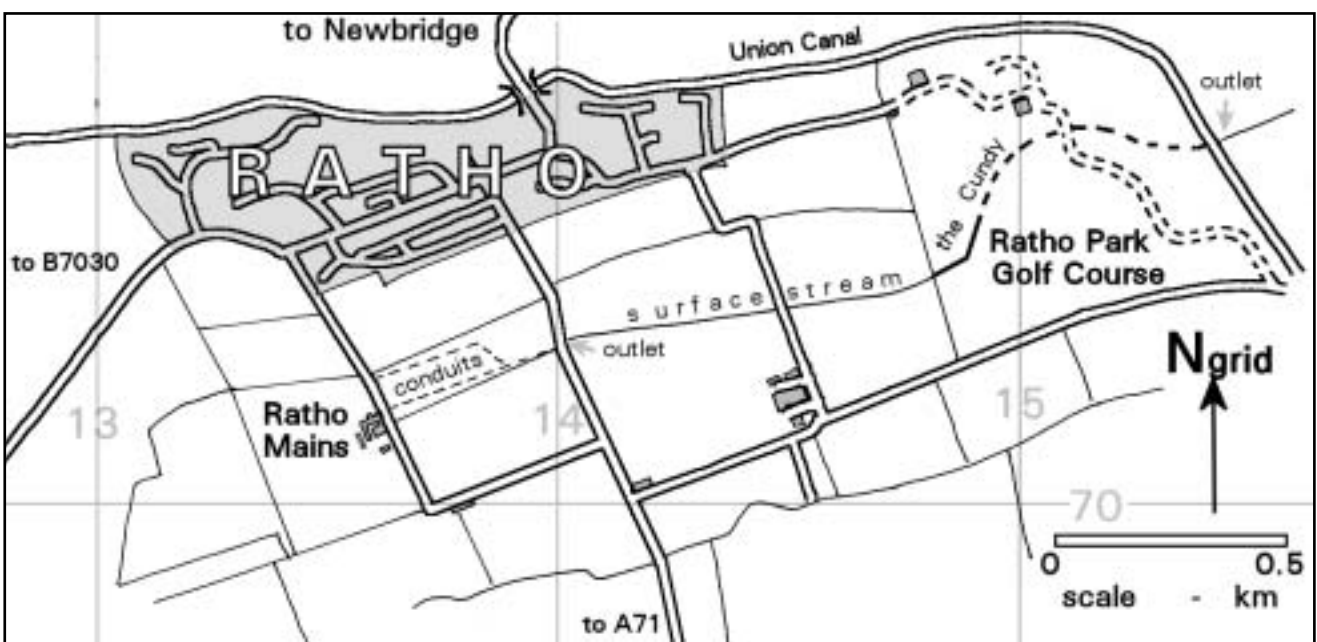 to Newbridge
Union Canal
outlet
RATHO
the Cundy
to B7030
Ratho Park
Golf Course
surface stream
outlet
conduits
Ngrid
13
14
15
Ratho
Mains
70
0 0.5
scale - km
to A71